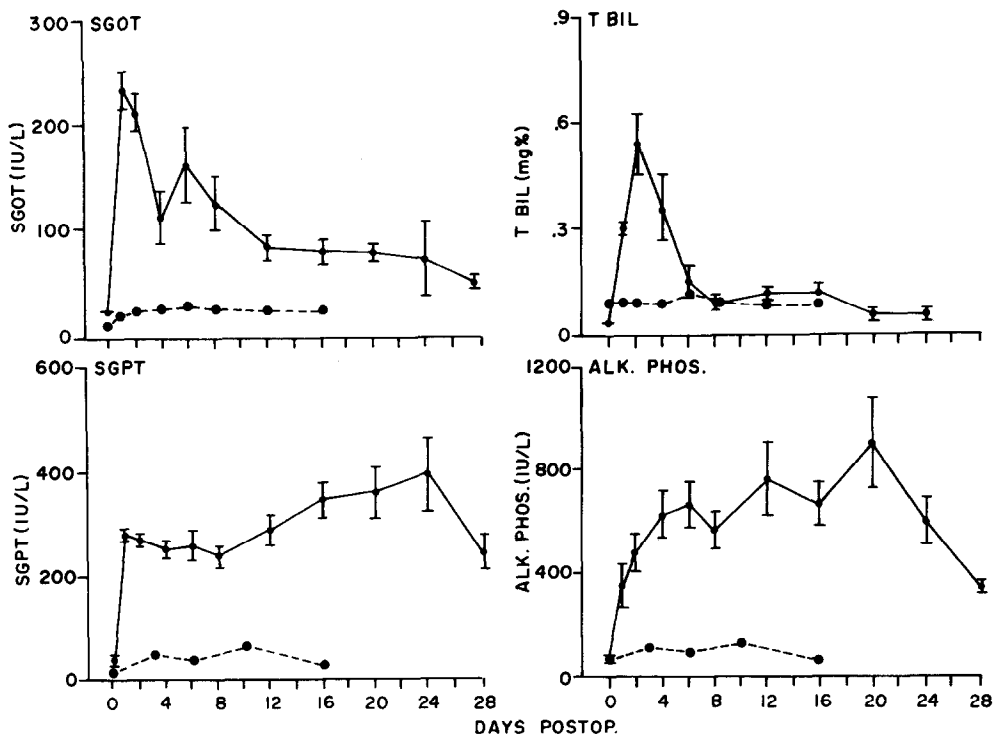 SGOT
300
200
100
0
SGOT (IU/L)
T BIL
.9
.6
.3
0
T BIL (mg%)
SGPT
600
400
200
0
SGPT (IU/L)
0 4 8 12 16 20 24 28
ALK. PHOS.
1200
800
400
0
ALK. PHOS. (IU/L)
0 4 8 12 16 20 24 28
DAYS POSTOP.